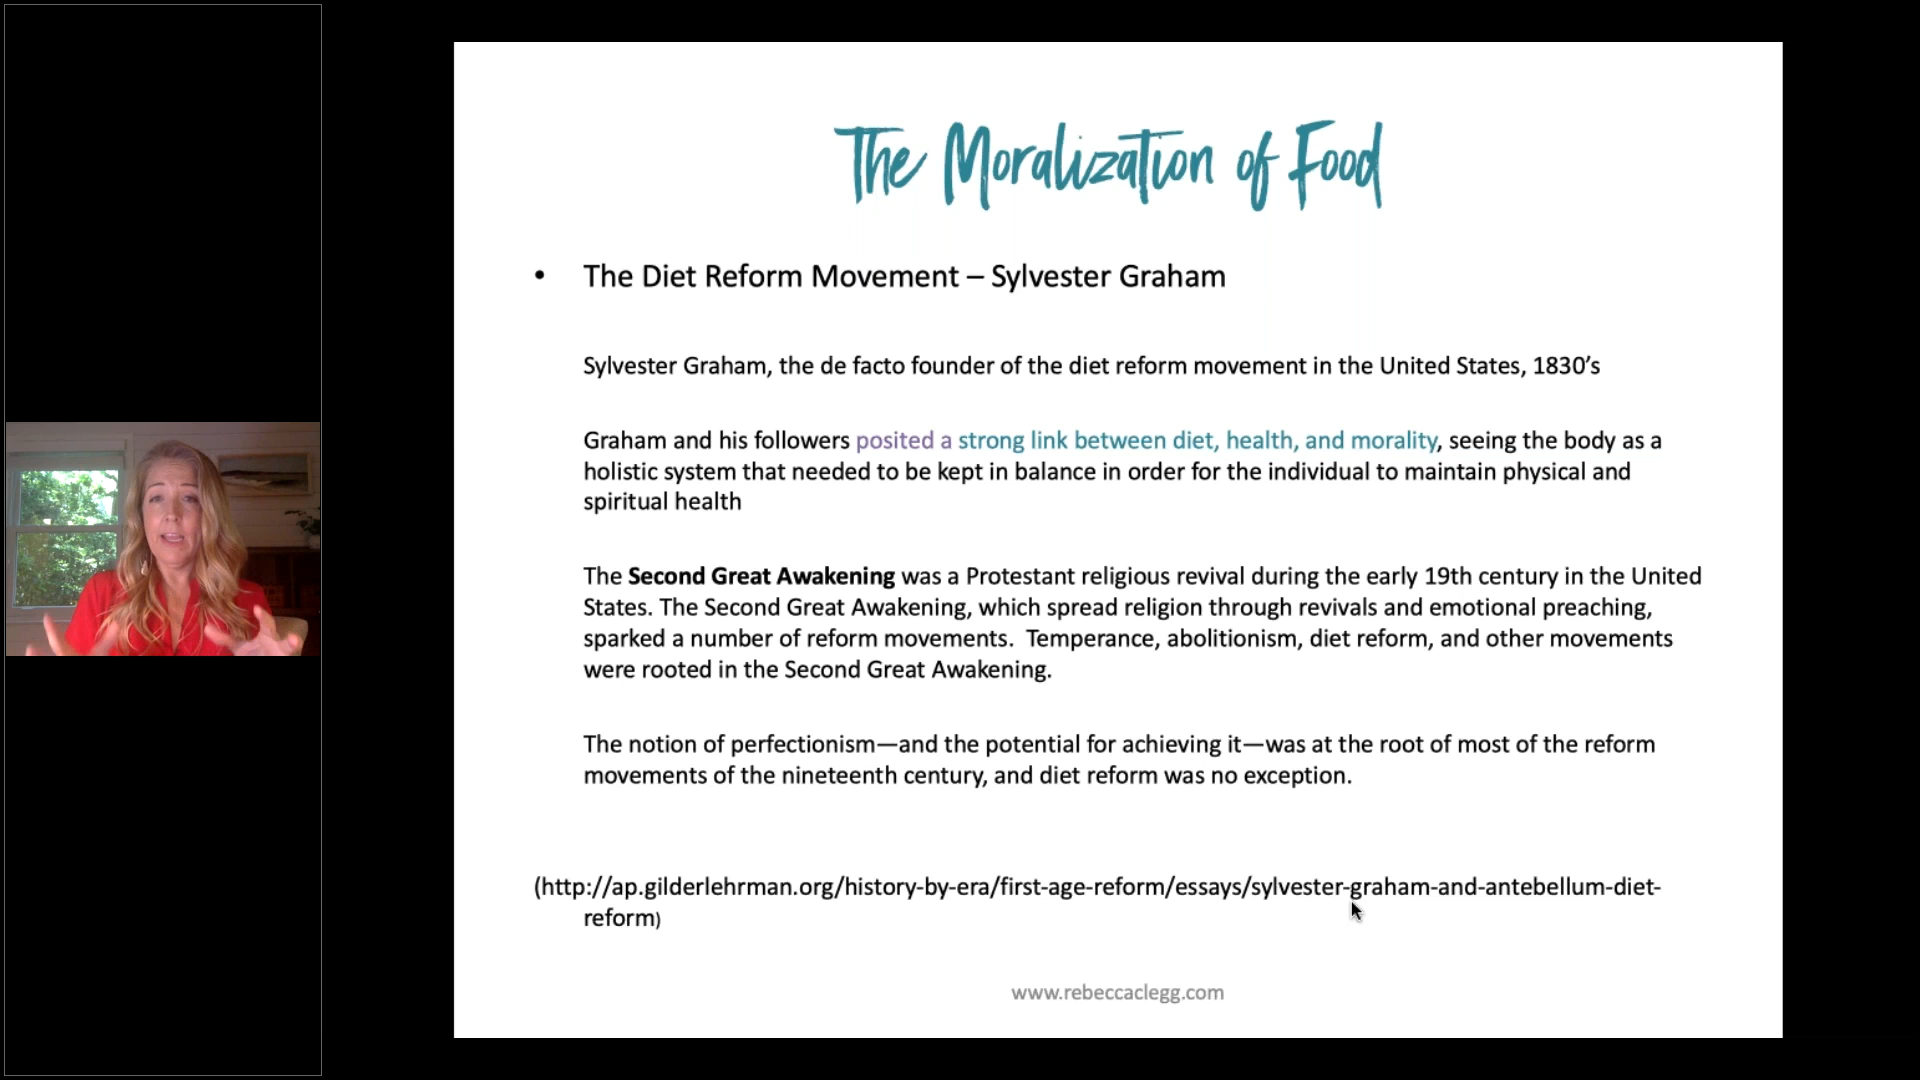 The Moralization of Food
• The Diet Reform Movement – Sylvester Graham
Sylvester Graham, the de facto founder of the diet reform movement in the United States, 1830’s
Graham and his followers posited a strong link between diet, health, and morality, seeing the body as a
holistic system that needed to be kept in balance in order for the individual to maintain physical and
spiritual health
The Second Great Awakening was a Protestant religious revival during the early 19th century in the United
States. The Second Great Awakening, which spread religion through revivals and emotional preaching,
sparked a number of reform movements.  Temperance, abolitionism, diet reform, and other movements
were rooted in the Second Great Awakening.
The notion of perfectionism—and the potential for achieving it—was at the root of most of the reform
movements of the nineteenth century, and diet reform was no exception.
(http://ap.gilderlehrman.org/history-by-era/first-age-reform/essays/sylvester-graham-and-antebellum-diet-
reform)
www.rebeccaclegg.com